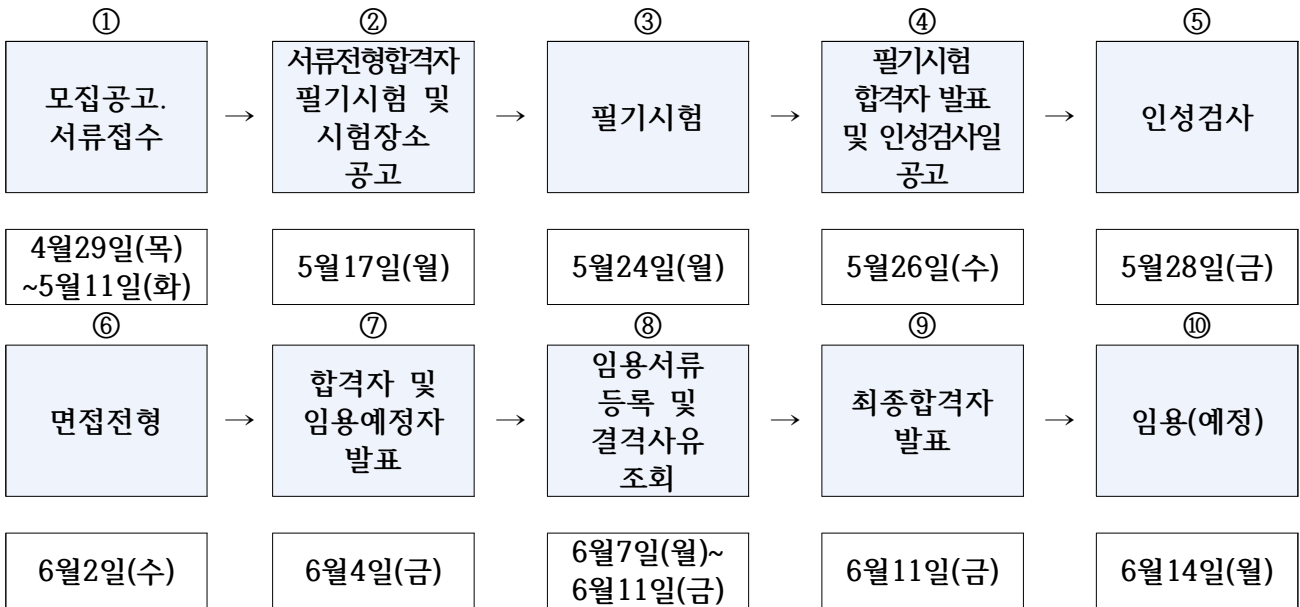 ① ② ③ ④ ⑤
모집공고.
서류접수
→
서류전형합격자
필기시험 및
시험장소
공고
→
필기시험
→
필기시험
합격자 발표
및 인성검사일
공고
→
인성검사
4월29일(목)
~5월11일(화)
5월17일(월)
5월24일(월)
5월26일(수)
5월28일(금)
⑥ ⑦ ⑧ ⑨ ⑩
면접전형
→
합격자 및
임용예정자
발표
→
임용서류
등록 및
결격사유
조회
→
최종합격자
발표
→
임용(예정)
6월2일(수)
6월4일(금)
6월7일(월)~
6월11일(금)
6월11일(금)
6월14일(월)